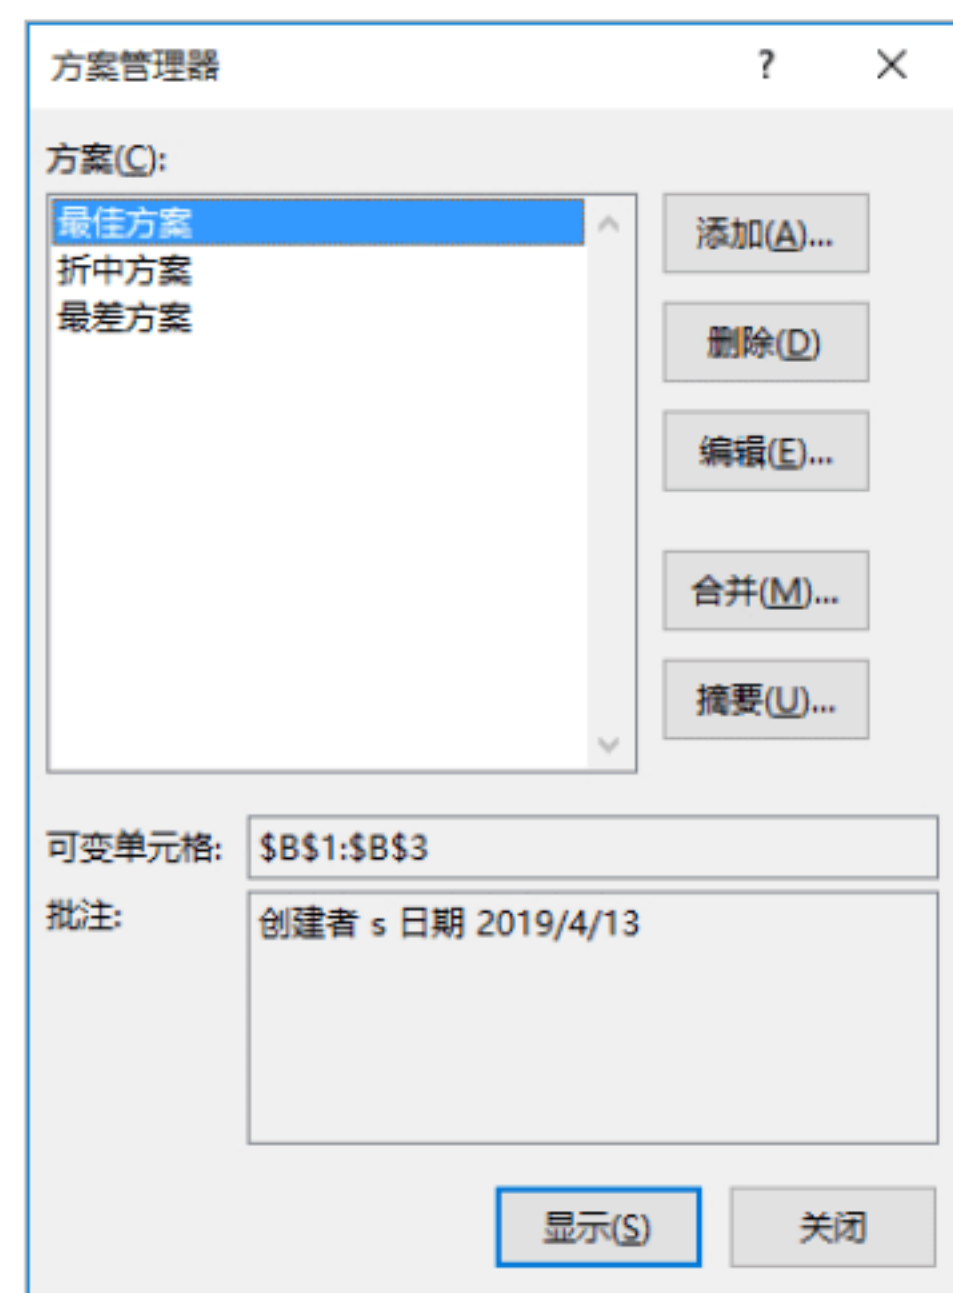 方案管理器 ?
方案(C):
最佳方案
折中方案
最差方案
添加(A)...
删除(D)
编辑(E)...
合并(M)...
摘要(U)...
可变单元格: $B$1:$B$3
批注: 创建者 s 日期 2019/4/13
显示(S) 关闭